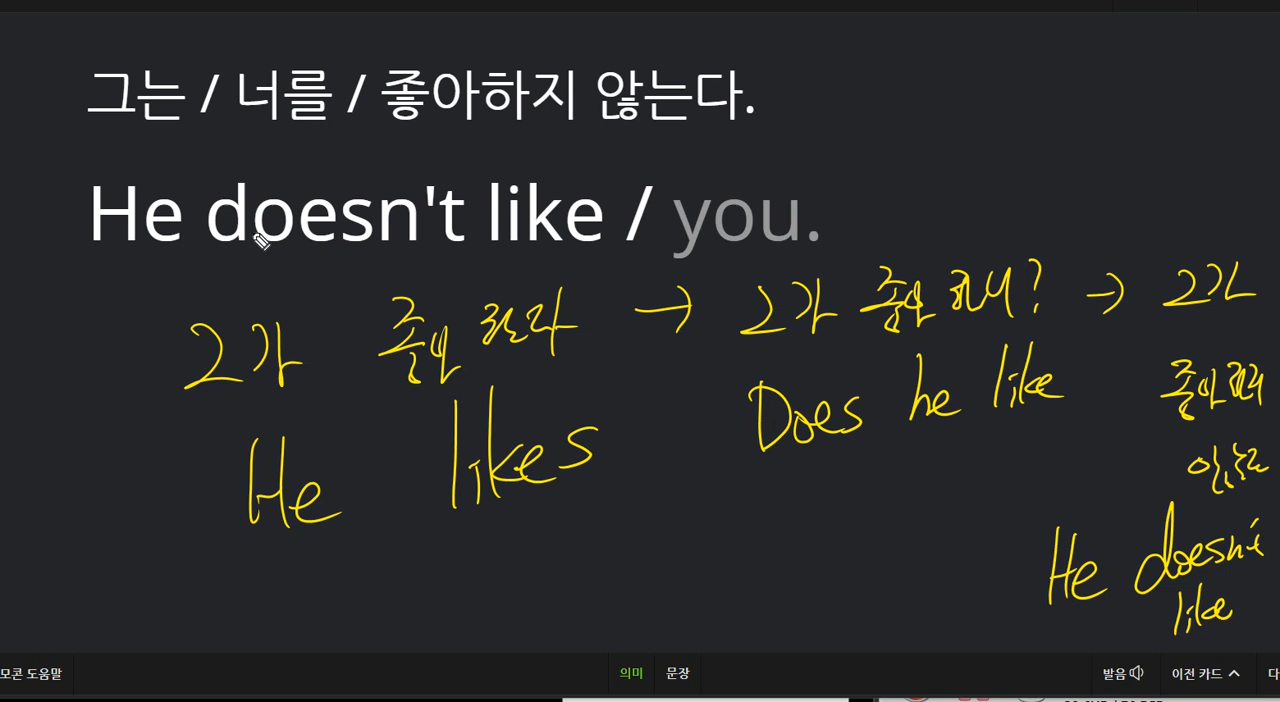 그는 / 너를 / 좋아하지 않는다.
He doesn't like / you.
그가 좋아한다 → 그가 좋아하니? → 그가
좋아하지
않는다
He likes
Does he like
He doesn't
like
모콘 도움말
의미
문장
발음
이전 카드
다